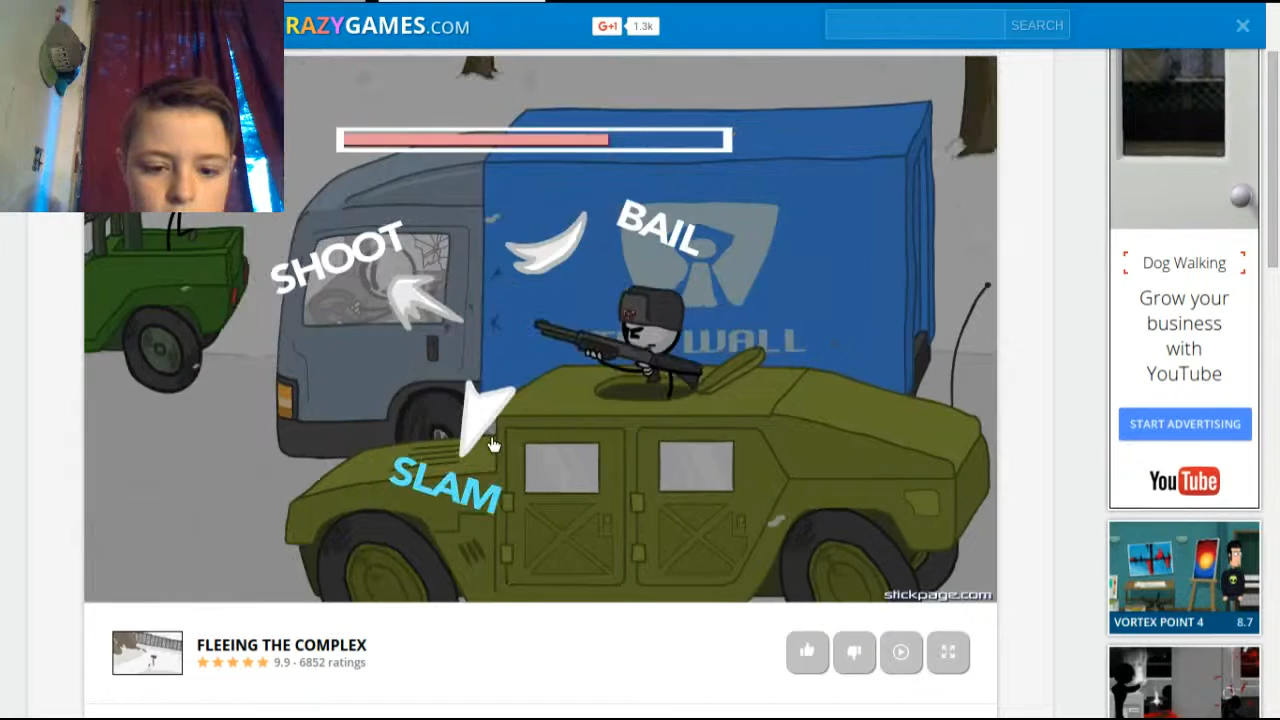 RAZYGAMES.COM
G+1 1.3k
SEARCH
SHOOT
BAIL
WALL
SLAM
stickpage.com
FLEEING THE COMPLEX
9.9 - 6852 ratings
Dog Walking
Grow your
business
with
YouTube
START ADVERTISING
YouTube
VORTEX POINT 4 8.7